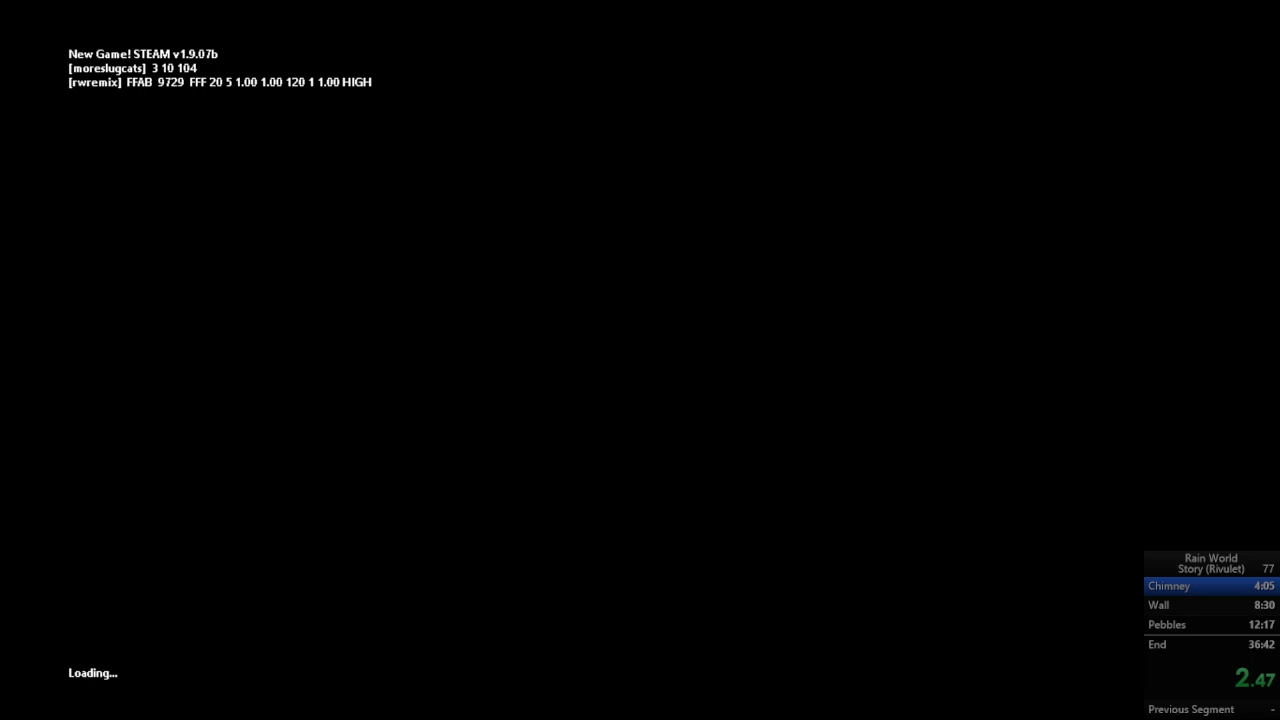 New Game! STEAM v1.9.07b
[moreslugcats] 3 10 104
[rwremix] FFAB 9729 FFF 20 5 1.00 1.00 120 1 1.00 HIGH
Rain World
Story (Rivulet) 77
Chimney 4:05
Wall 8:30
Pebbles 12:17
End 36:42
Loading...
2.47
Previous Segment -